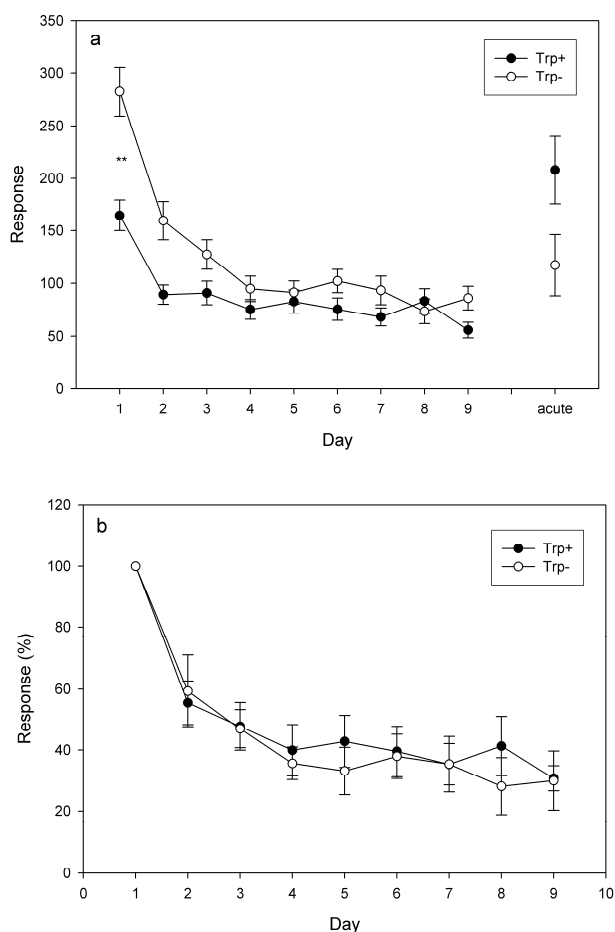 350
a
Trp+
Trp-
300
250
200
**
150
100
50
0
1 2 3 4 5 6 7 8 9 acute
Response
Day
120
b
Trp+
Trp-
100
80
60
40
20
0
0 1 2 3 4 5 6 7 8 9 10
Response (%)
Day